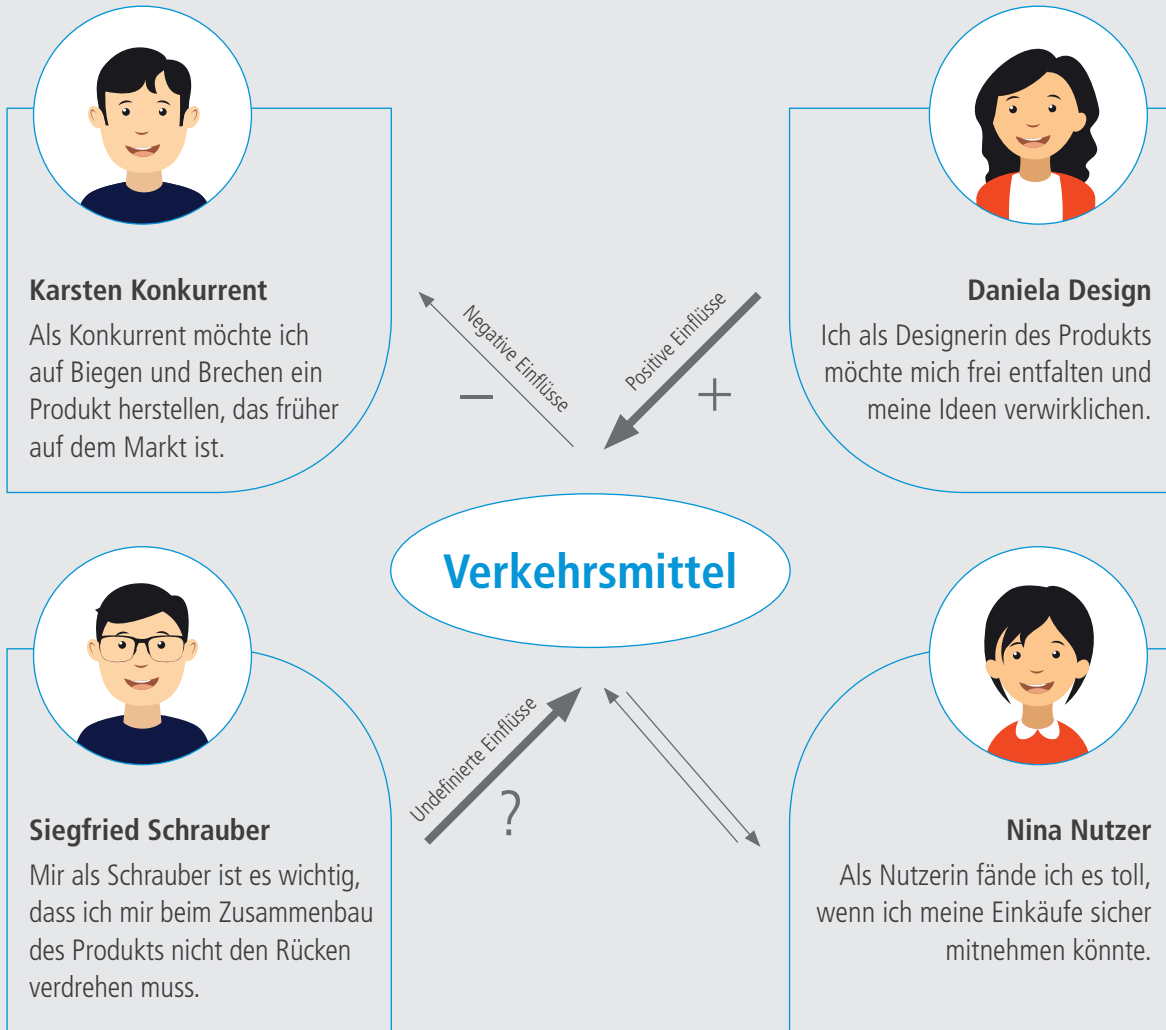 Karsten Konkurrent
Als Konkurrent möchte ich
auf Biegen und Brechen ein
Produkt herstellen, das früher
auf dem Markt ist.
Negative Einflüsse
–
Positive Einflüsse
+
Daniela Design
Ich als Designerin des Produkts
möchte mich frei entfalten und
meine Ideen verwirklichen.
Verkehrsmittel
Siegfried Schrauber
Mir als Schrauber ist es wichtig,
dass ich mir beim Zusammenbau
des Produkts nicht den Rücken
verdrehen muss.
Undefinierte Einflüsse
?
Nina Nutzer
Als Nutzerin fände ich es toll,
wenn ich meine Einkäufe sicher
mitnehmen könnte.